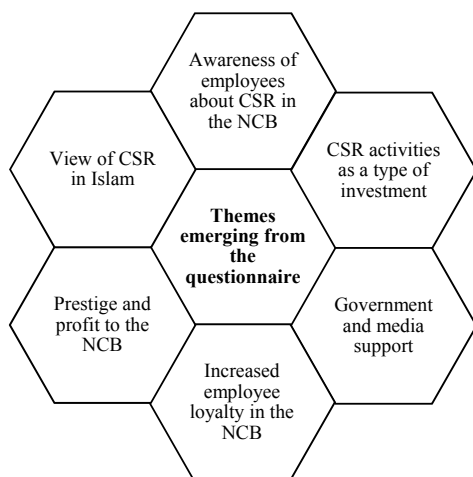 Awareness of
employees
about CSR in
the NCB
View of CSR
in Islam
CSR activities
as a type of
investment
Themes
emerging from
the
questionnaire
Prestige and
profit to the
NCB
Government
and media
support
Increased
employee
loyalty in the
NCB